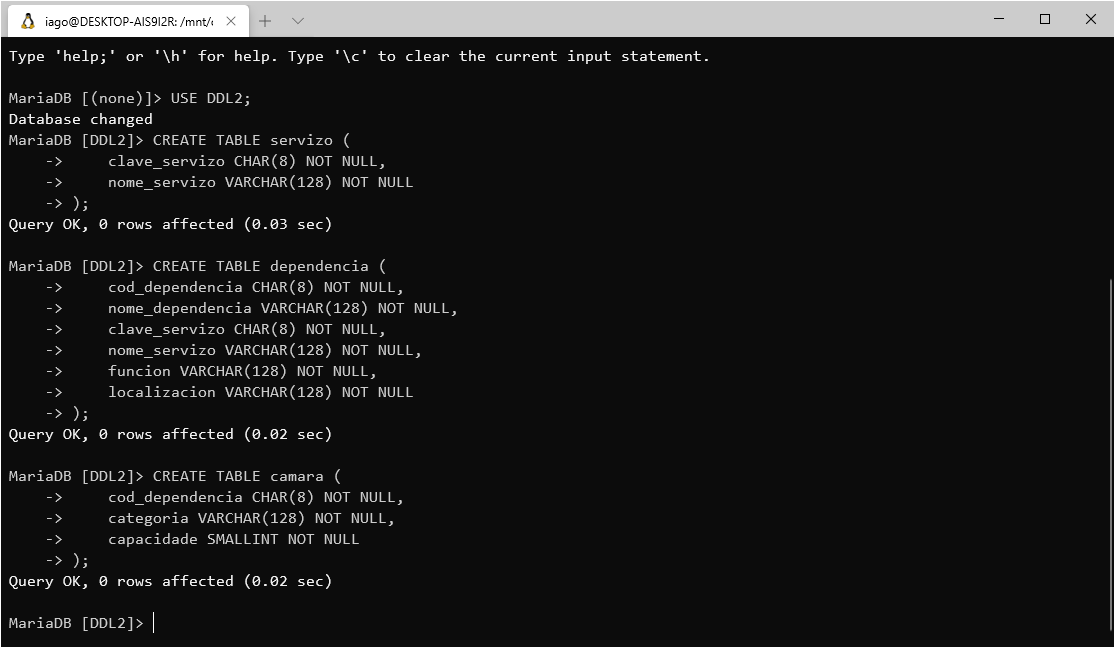 iago@DESKTOP-AIS9I2R: /mnt/
Type 'help;' or '\h' for help. Type '\c' to clear the current input statement.
MariaDB [(none)]> USE DDL2;
Database changed
MariaDB [DDL2]> CREATE TABLE servizo (
    ->     clave_servizo CHAR(8) NOT NULL,
    ->     nome_servizo VARCHAR(128) NOT NULL
    -> );
Query OK, 0 rows affected (0.03 sec)
MariaDB [DDL2]> CREATE TABLE dependencia (
    ->     cod_dependencia CHAR(8) NOT NULL,
    ->     nome_dependencia VARCHAR(128) NOT NULL,
    ->     clave_servizo CHAR(8) NOT NULL,
    ->     nome_servizo VARCHAR(128) NOT NULL,
    ->     funcion VARCHAR(128) NOT NULL,
    ->     localizacion VARCHAR(128) NOT NULL
    -> );
Query OK, 0 rows affected (0.02 sec)
MariaDB [DDL2]> CREATE TABLE camara (
    ->     cod_dependencia CHAR(8) NOT NULL,
    ->     categoria VARCHAR(128) NOT NULL,
    ->     capacidade SMALLINT NOT NULL
    -> );
Query OK, 0 rows affected (0.02 sec)
MariaDB [DDL2]>